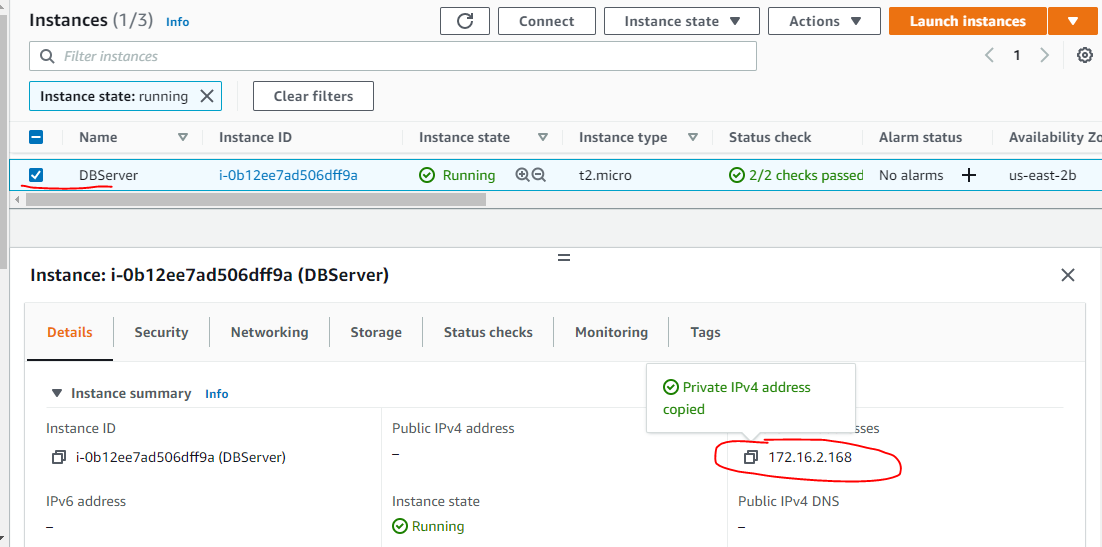 Instances (1/3) Info
Connect
Instance state
Actions
Launch instances
Filter instances
1
Instance state: running
Clear filters
Name Instance ID Instance state Instance type Status check Alarm status Availability Zo
DBServer i-0b12ee7ad506dff9a Running t2.micro 2/2 checks passed No alarms us-east-2b
Instance: i-0b12ee7ad506dff9a (DBServer)
Details Security Networking Storage Status checks Monitoring Tags
Instance summary Info
Private IPv4 address
copied
Instance ID Public IPv4 address sses
i-0b12ee7ad506dff9a (DBServer) – 172.16.2.168
IPv6 address Instance state Public IPv4 DNS
– Running –